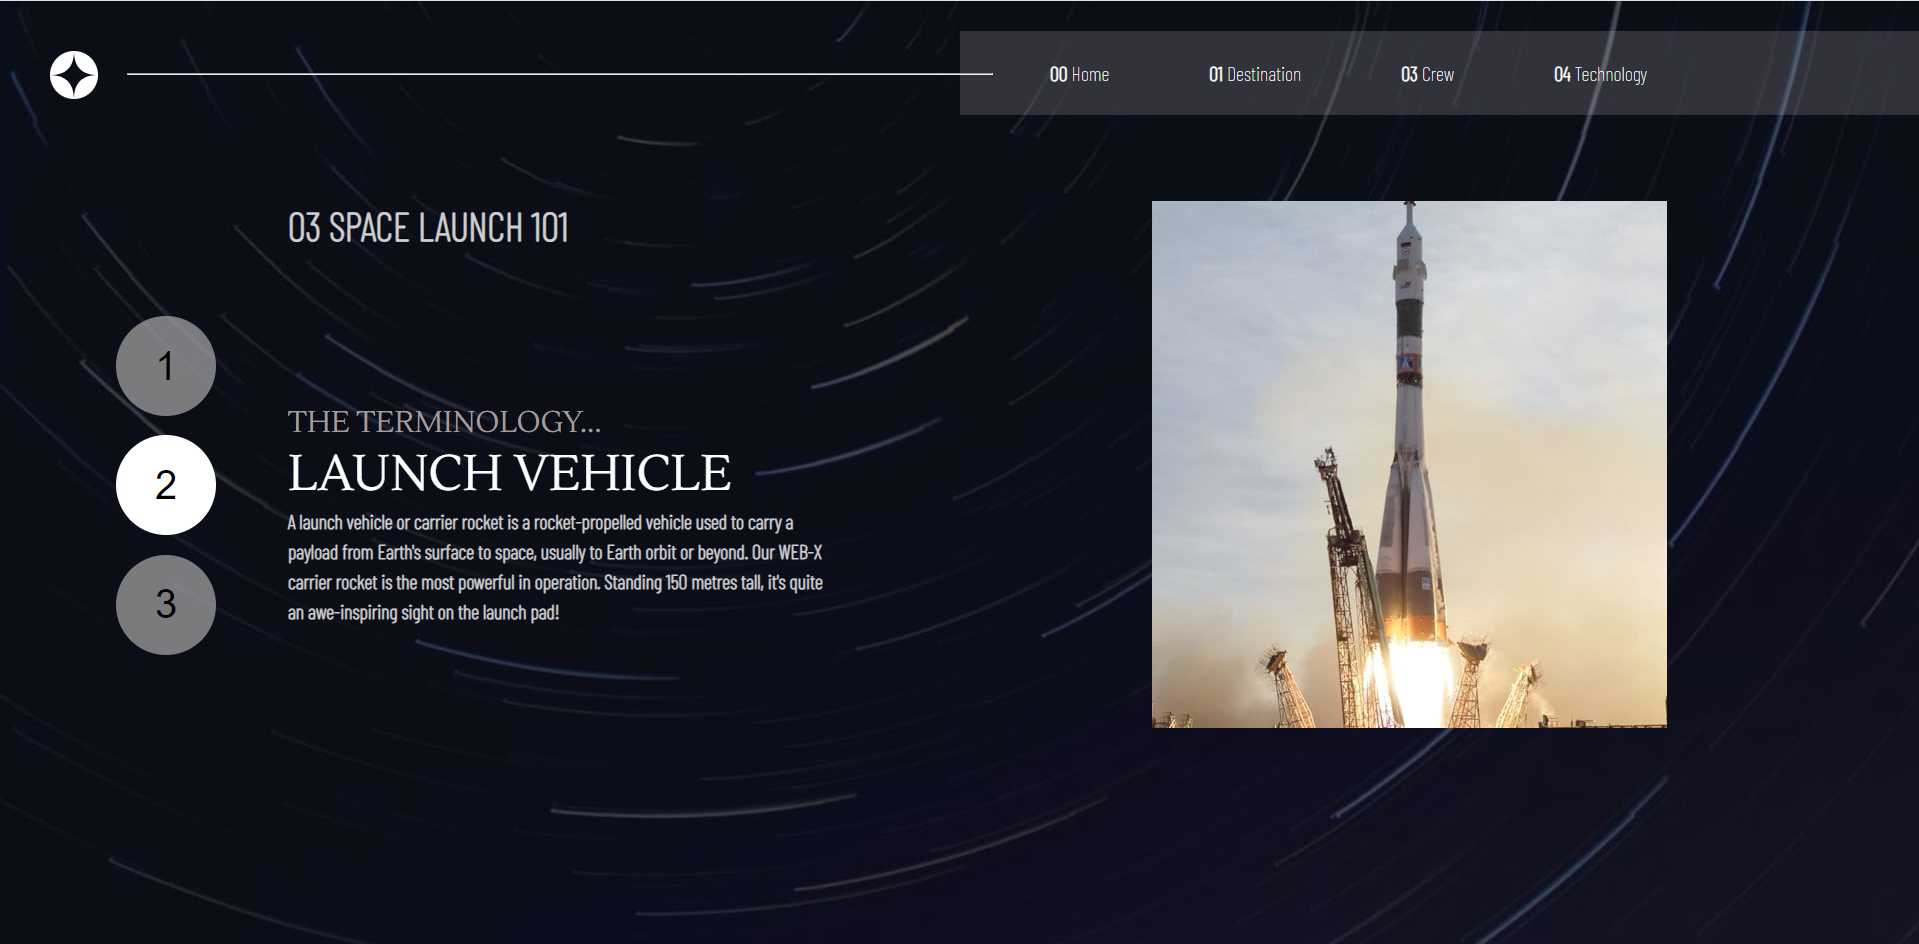 00 Home 01 Destination 03 Crew 04 Technology
03 SPACE LAUNCH 101
1
2
3
THE TERMINOLOGY...
LAUNCH VEHICLE
A launch vehicle or carrier rocket is a rocket-propelled vehicle used to carry a
payload from Earth's surface to space, usually to Earth orbit or beyond. Our WEB-X
carrier rocket is the most powerful in operation. Standing 150 metres tall, it's quite
an awe-inspiring sight on the launch pad!